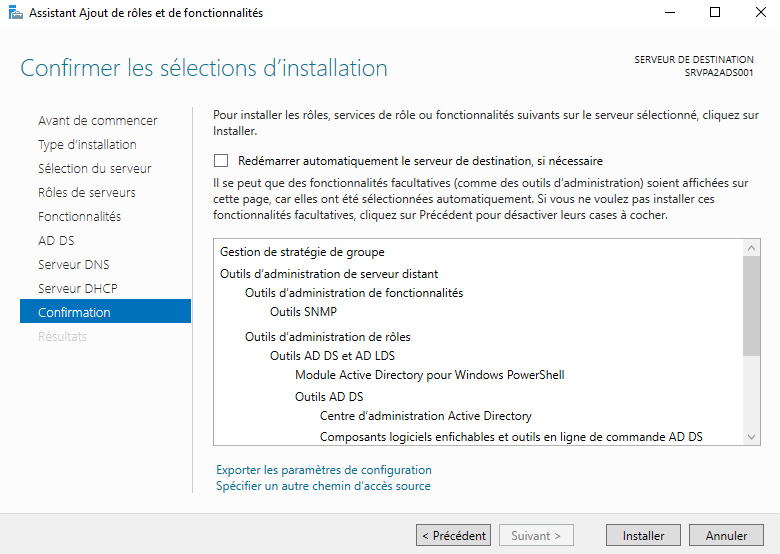 Assistant Ajout de rôles et de fonctionnalités
Confirmer les sélections d’installation
SERVEUR DE DESTINATION
SRVPA2ADS001
Avant de commencer
Type d’installation
Sélection du serveur
Rôles de serveurs
Fonctionnalités
AD DS
Serveur DNS
Serveur DHCP
Confirmation
Résultats
Pour installer les rôles, services de rôle ou fonctionnalités suivants sur le serveur sélectionné, cliquez sur
Installer.
Redémarrer automatiquement le serveur de destination, si nécessaire
Il se peut que des fonctionnalités facultatives (comme des outils d’administration) soient affichées sur
cette page, car elles ont été sélectionnées automatiquement. Si vous ne voulez pas installer ces
fonctionnalités facultatives, cliquez sur Précédent pour désactiver leurs cases à cocher.
Gestion de stratégie de groupe
Outils d’administration de serveur distant
Outils d’administration de fonctionnalités
Outils SNMP
Outils d’administration de rôles
Outils AD DS et AD LDS
Module Active Directory pour Windows PowerShell
Outils AD DS
Centre d’administration Active Directory
Composants logiciels enfichables et outils en ligne de commande AD DS
Exporter les paramètres de configuration
Spécifier un autre chemin d’accès source
< Précédent
Suivant >
Installer
Annuler